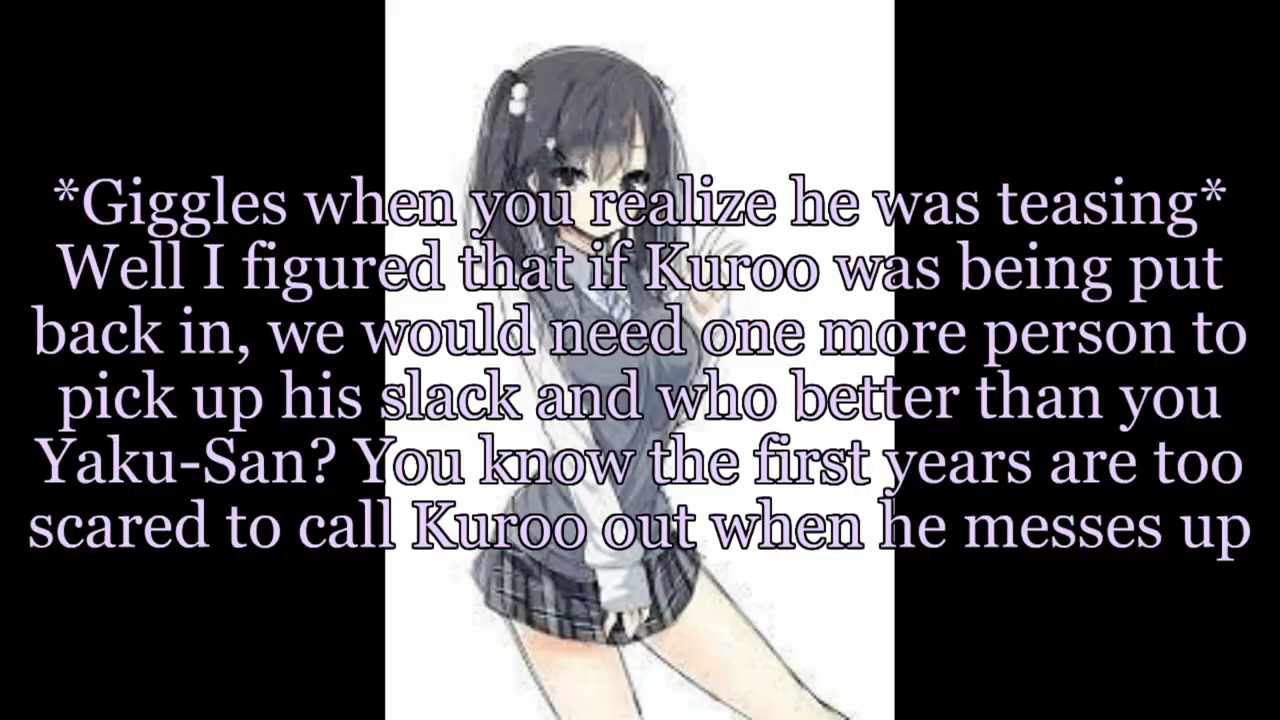 *Giggles when you realize he was teasing*
Well I figured that if Kuroo was being put
back in, we would need one more person to
pick up his slack and who better than you
Yaku-San? You know the first years are too
scared to call Kuroo out when he messes up